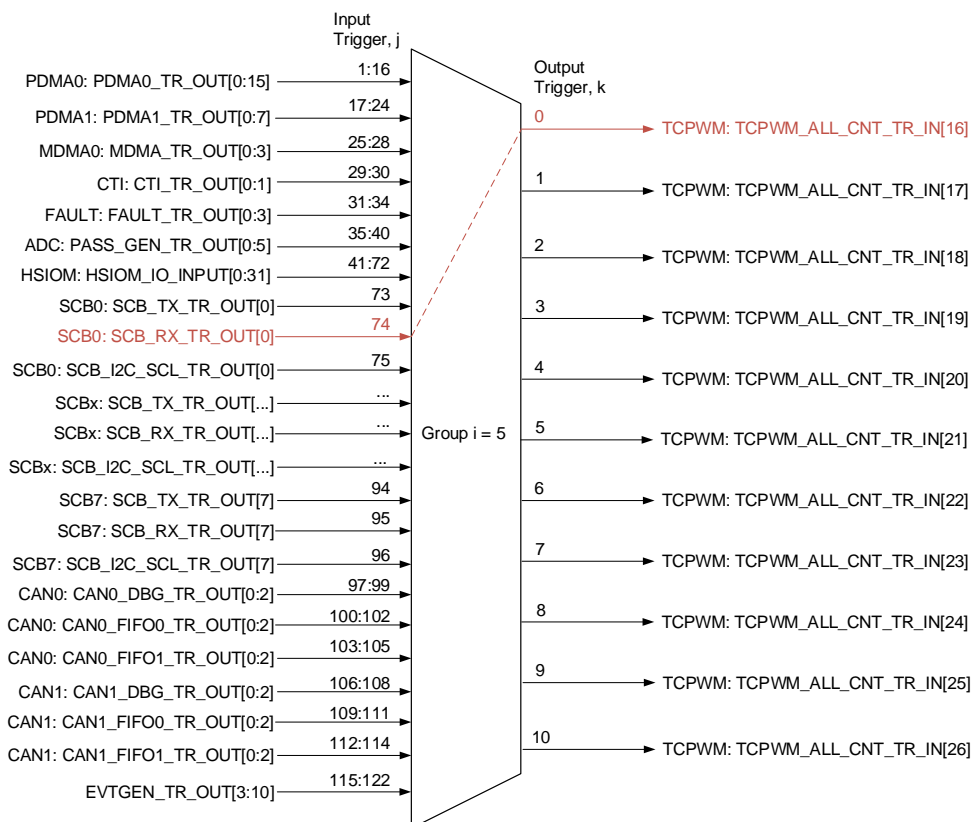 Input
Trigger, j
Output
Trigger, k
PDMA0: PDMA0_TR_OUT[0:15] 1:16
PDMA1: PDMA1_TR_OUT[0:7] 17:24
MDMA0: MDMA_TR_OUT[0:3] 25:28
CTI: CTI_TR_OUT[0:1] 29:30
FAULT: FAULT_TR_OUT[0:3] 31:34
ADC: PASS_GEN_TR_OUT[0:5] 35:40
HSIOM: HSIOM_IO_INPUT[0:31] 41:72
SCB0: SCB_TX_TR_OUT[0] 73
SCB0: SCB_RX_TR_OUT[0] 74
SCB0: SCB_I2C_SCL_TR_OUT[0] 75
SCBx: SCB_TX_TR_OUT[...] ...
SCBx: SCB_RX_TR_OUT[...] ...
SCBx: SCB_I2C_SCL_TR_OUT[...] ...
SCB7: SCB_TX_TR_OUT[7] 94
SCB7: SCB_RX_TR_OUT[7] 95
SCB7: SCB_I2C_SCL_TR_OUT[7] 96
CAN0: CAN0_DBG_TR_OUT[0:2] 97:99
CAN0: CAN0_FIFO0_TR_OUT[0:2] 100:102
CAN0: CAN0_FIFO1_TR_OUT[0:2] 103:105
CAN1: CAN1_DBG_TR_OUT[0:2] 106:108
CAN1: CAN1_FIFO0_TR_OUT[0:2] 109:111
CAN1: CAN1_FIFO1_TR_OUT[0:2] 112:114
EVTGEN_TR_OUT[3:10] 115:122
Group i = 5
0 TCPWM: TCPWM_ALL_CNT_TR_IN[16]
1 TCPWM: TCPWM_ALL_CNT_TR_IN[17]
2 TCPWM: TCPWM_ALL_CNT_TR_IN[18]
3 TCPWM: TCPWM_ALL_CNT_TR_IN[19]
4 TCPWM: TCPWM_ALL_CNT_TR_IN[20]
5 TCPWM: TCPWM_ALL_CNT_TR_IN[21]
6 TCPWM: TCPWM_ALL_CNT_TR_IN[22]
7 TCPWM: TCPWM_ALL_CNT_TR_IN[23]
8 TCPWM: TCPWM_ALL_CNT_TR_IN[24]
9 TCPWM: TCPWM_ALL_CNT_TR_IN[25]
10 TCPWM: TCPWM_ALL_CNT_TR_IN[26]